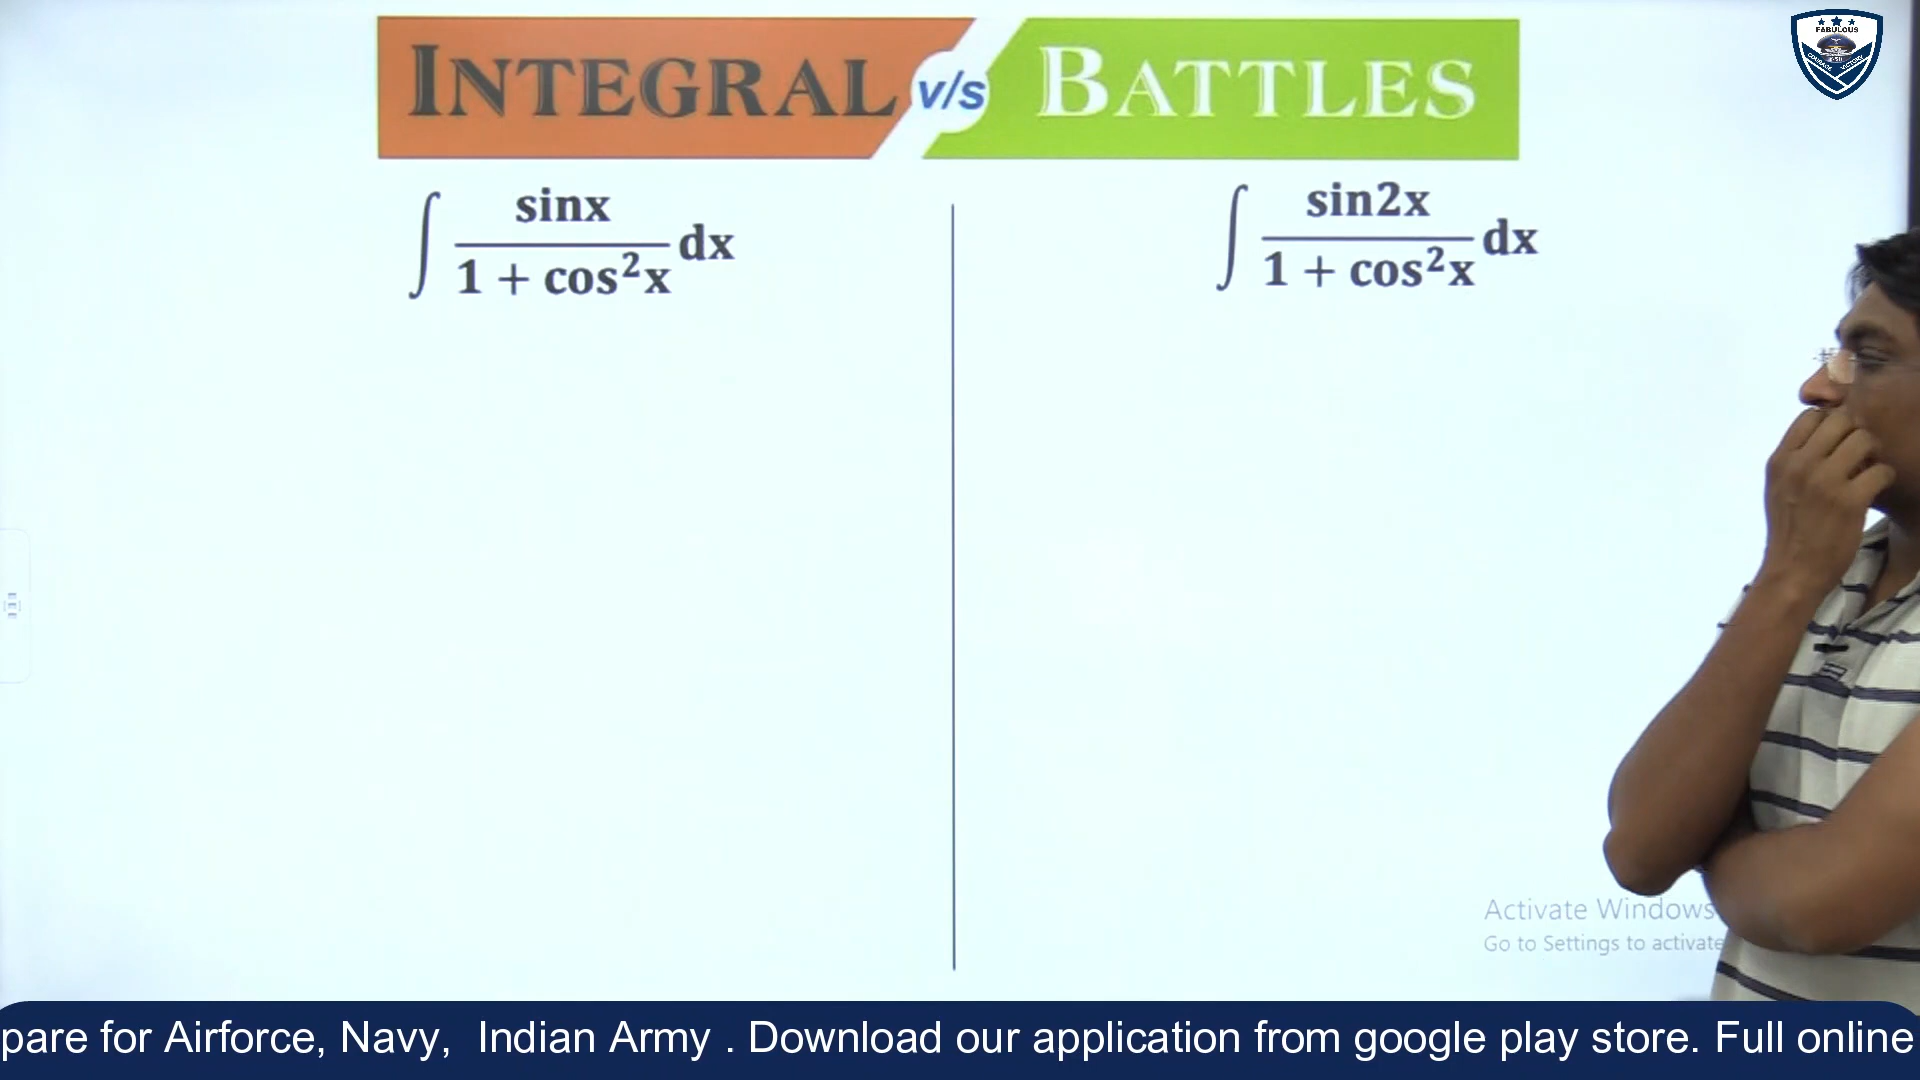 INTEGRAL v/s BATTLES
∫ sinx / 1 + cos²x dx
∫ sin2x / 1 + cos²x dx
FABULOUS
Activate Windows
Go to Settings to activate
pare for Airforce, Navy, Indian Army . Download our application from google play store. Full online